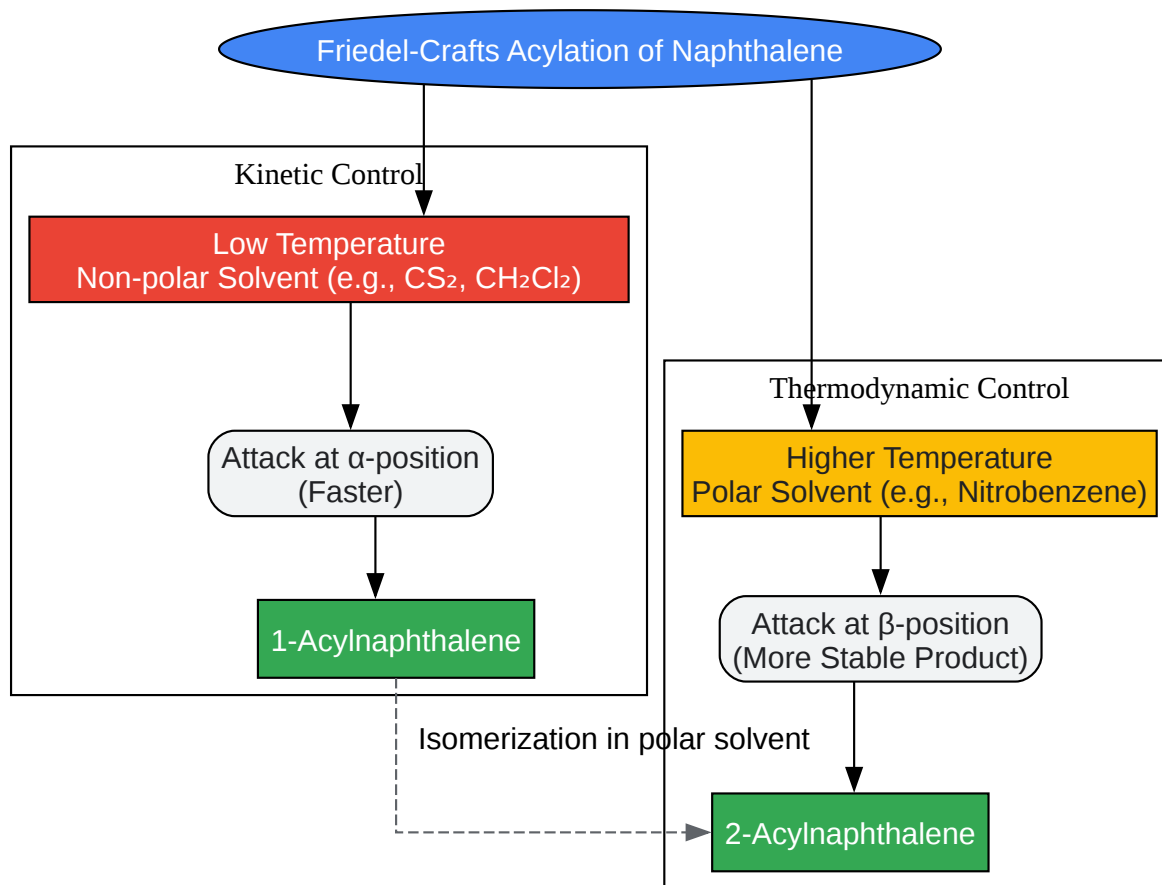 Friedel-Crafts Acylation of Naphthalene
Kinetic Control
Low Temperature
Non-polar Solvent (e.g., CS₂, CH₂Cl₂)
Attack at α-position
(Faster)
1-Acylnaphthalene
Thermodynamic Control
Higher Temperature
Polar Solvent (e.g., Nitrobenzene)
Attack at β-position
(More Stable Product)
Isomerization in polar solvent
2-Acylnaphthalene